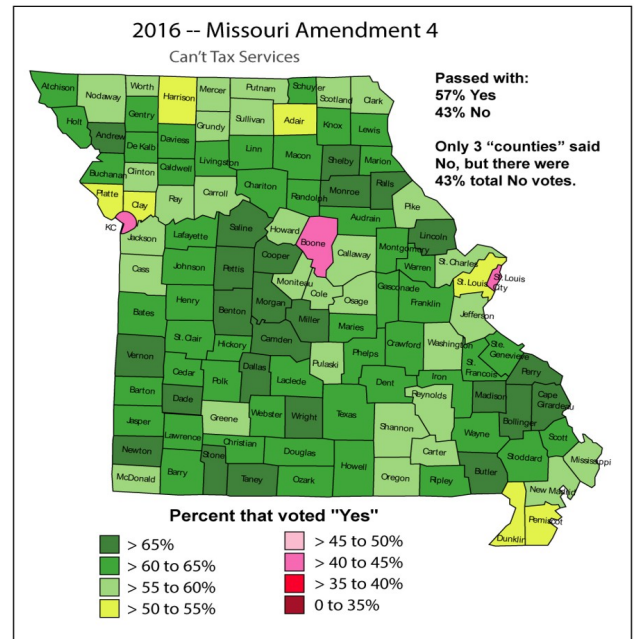 2016 -- Missouri Amendment 4
Can't Tax Services
Passed with:
57% Yes
43% No
Only 3 "counties" said
No, but there were
43% total No votes.
Atchison
Nodaway
Worth
Harrison
Mercer
Putnam
Schuyler
Scotland
Clark
Holt
Andrew
Gentry
Grundy
Sullivan
Adair
Knox
Lewis
De Kalb
Daviess
Linn
Macon
Shelby
Marion
Buchanan
Clinton
Caldwell
Livingston
Chariton
Randolph
Monroe
Ralls
Platte
Clay
Ray
Carroll
Howard
Boone
Audrain
Pike
KC
Jackson
Lafayette
Saline
Cooper
Callaway
Montgomery
Lincoln
Warren
St. Charles
St. Louis
St. Louis
City
Cass
Johnson
Pettis
Moniteau
Cole
Osage
Gasconade
Franklin
Jefferson
Bates
Henry
Benton
Morgan
Miller
Maries
Crawford
Washington
Ste.
Genevieve
St.
Francois
Perry
Vernon
St. Clair
Hickory
Camden
Pulaski
Phelps
Dent
Iron
Madison
Cape
Girardeau
Barton
Cedar
Polk
Dallas
Laclede
Texas
Reynolds
Bollinger
Dade
Greene
Webster
Wright
Shannon
Wayne
Scott
Jasper
Lawrence
Christian
Douglas
Howell
Carter
Stoddard
Mississippi
Newton
Stone
Taney
Ozark
Oregon
Ripley
Butler
New Madrid
McDonald
Barry
Dunklin
Pemiscot
Percent that voted "Yes"
> 65%
> 60 to 65%
> 55 to 60%
> 50 to 55%
> 45 to 50%
> 40 to 45%
> 35 to 40%
0 to 35%